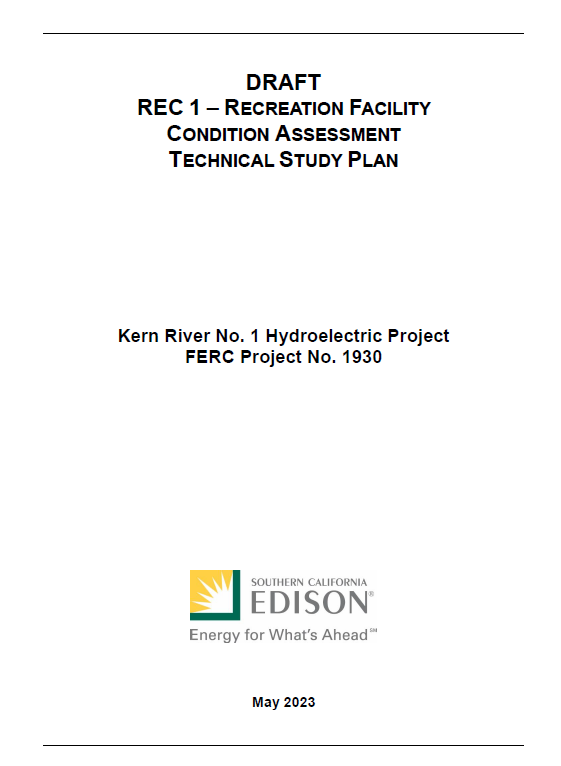 DRAFT
REC 1 – RECREATION FACILITY
CONDITION ASSESSMENT
TECHNICAL STUDY PLAN
Kern River No. 1 Hydroelectric Project
FERC Project No. 1930
SOUTHERN CALIFORNIA
EDISON®
Energy for What's Ahead℠
May 2023